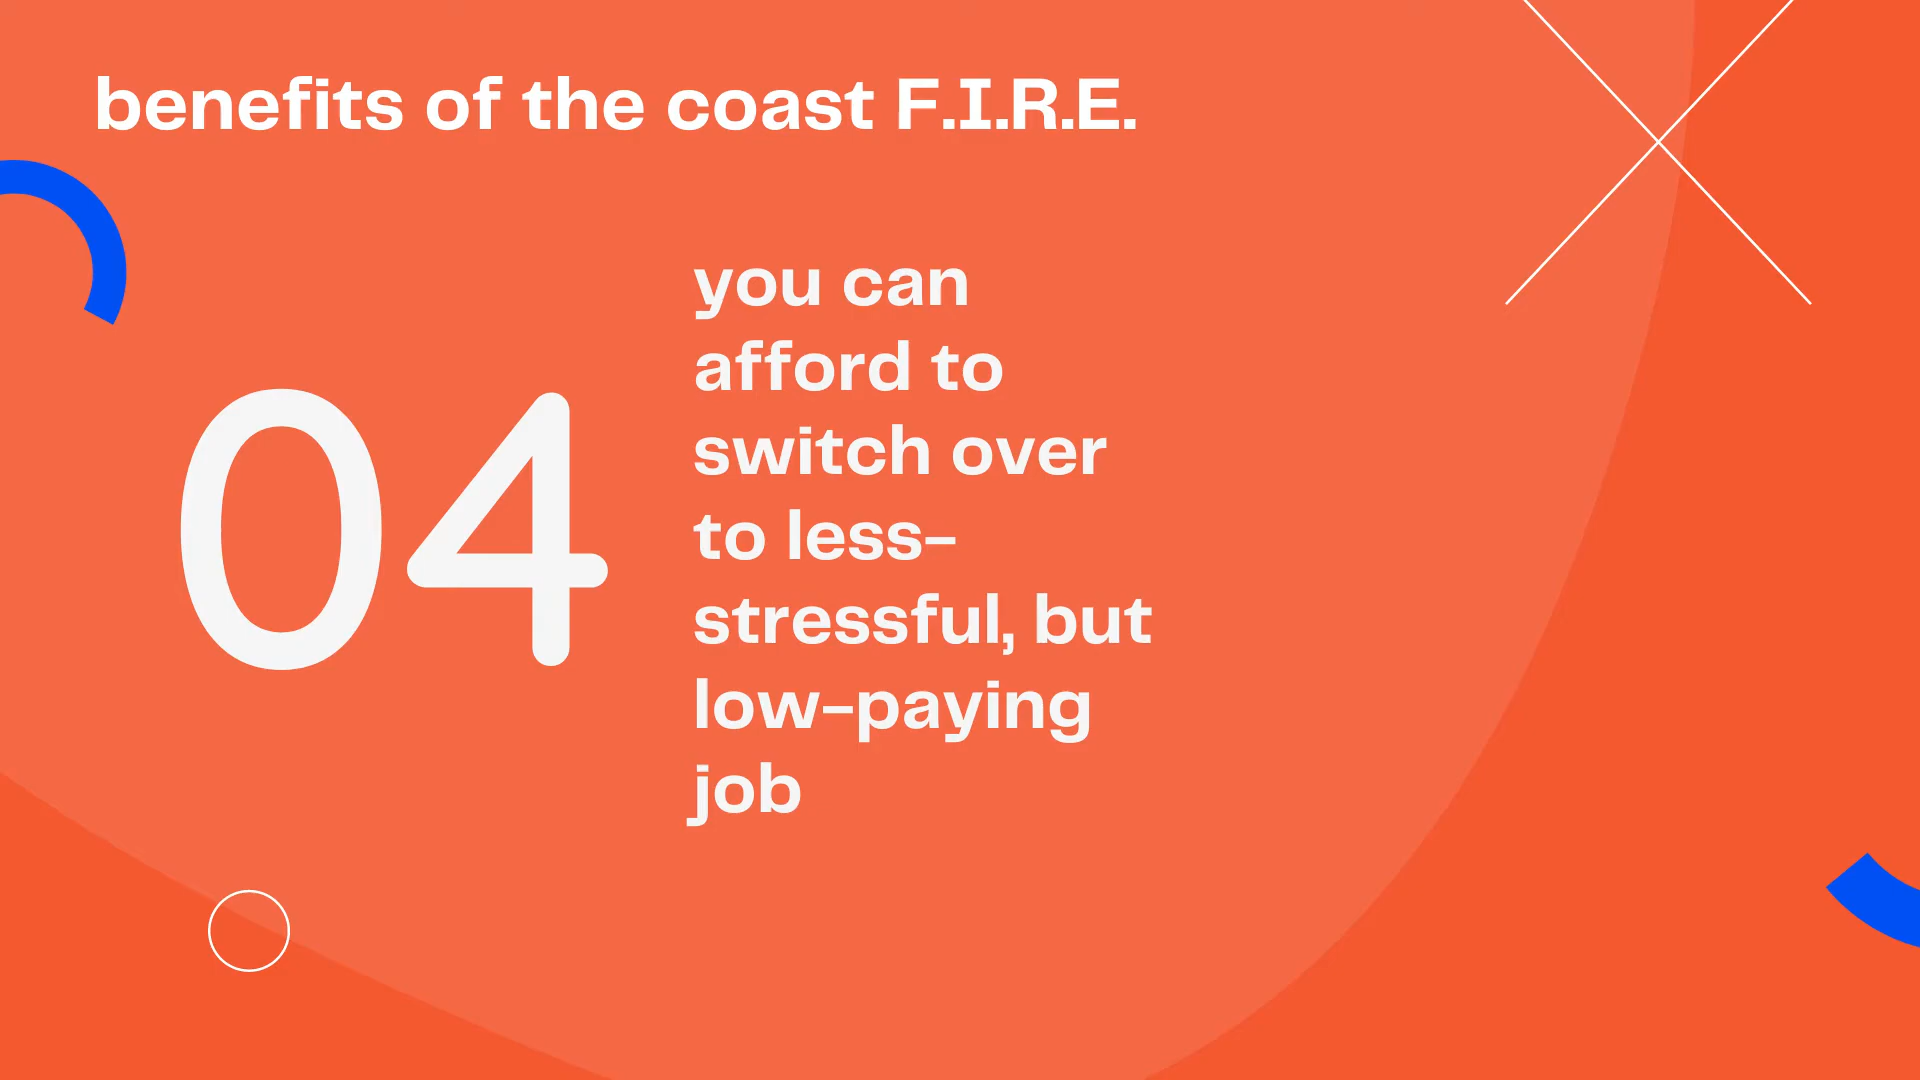 benefits of the coast F.I.R.E.
04
you can
afford to
switch over
to less-
stressful, but
low-paying
job